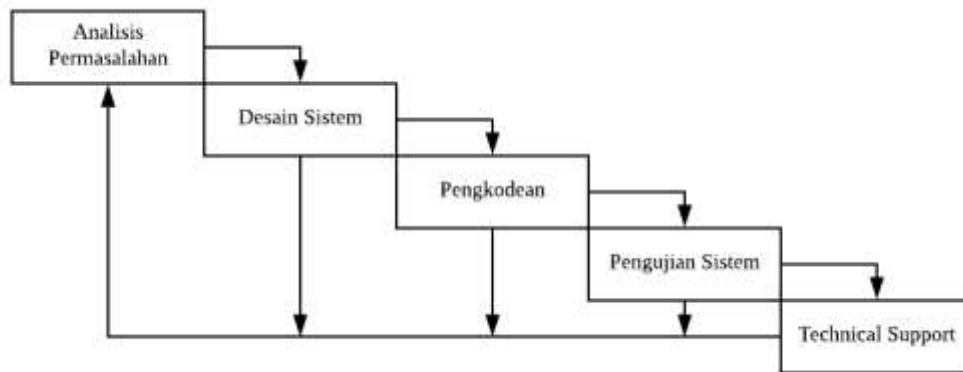 Analisis
Permasalahan
Desain Sistem
Pengkodean
Pengujian Sistem
Technical Support